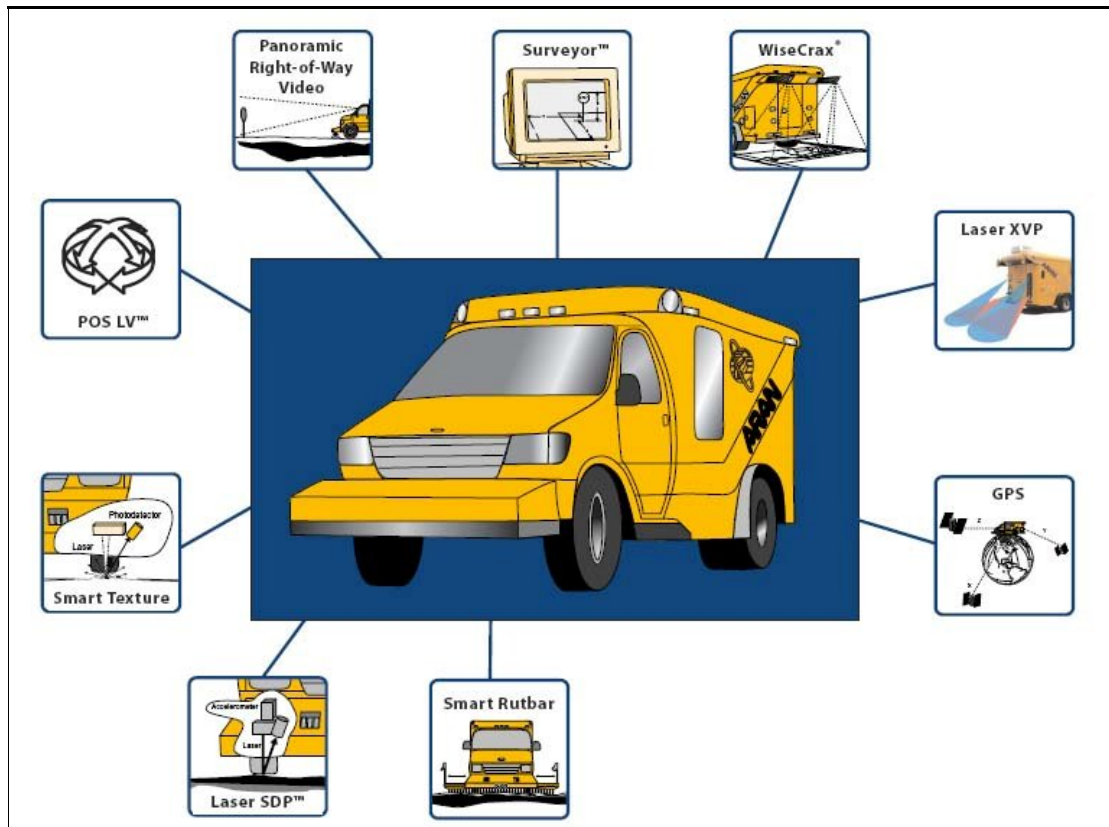 Panoramic
Right-of-Way
Video
Surveyor™
WiseCrax®
POS LV™
Laser XVP
ARAN
Photodetector
Laser
Smart Texture
GPS
Z
Y
X
Accelerometer
Laser
Laser SDP™
Smart Rutbar